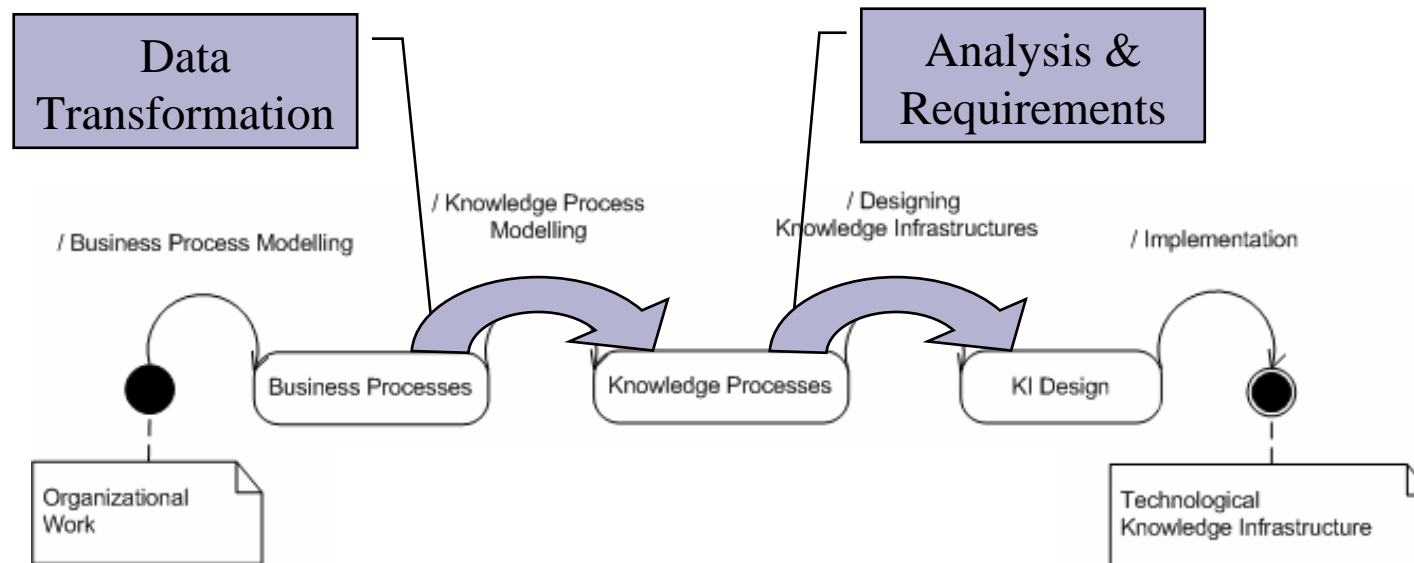 Data
Transformation
Analysis &
Requirements
/ Business Process Modelling
/ Knowledge Process
Modelling
/ Designing
Knowledge Infrastructures
/ Implementation
Business Processes
Knowledge Processes
KI Design
Organizational
Work
Technological
Knowledge Infrastructure